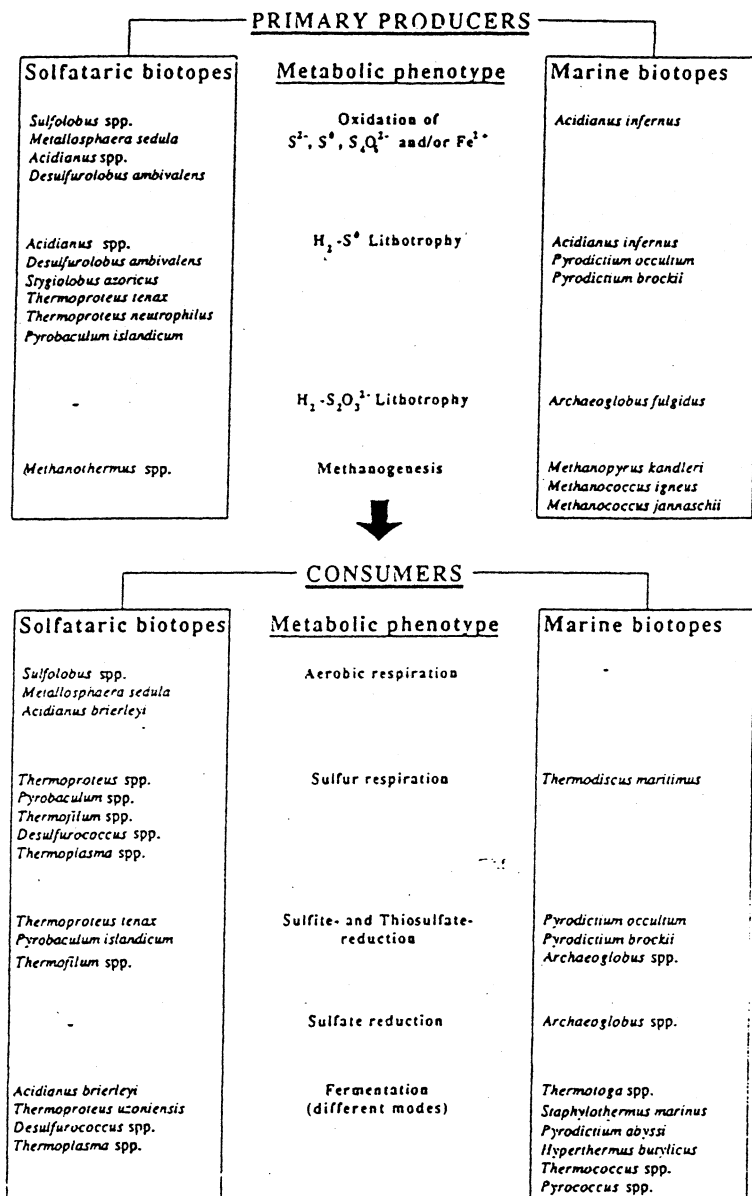 PRIMARY PRODUCERS
Solfataric biotopes
Metabolic phenotype
Marine biotopes
Sulfolobus spp.
Metallosphaera sedula
Acidianus spp.
Desulfurolobus ambivalens
Oxidation of
S²⁻, S⁰, S₄O₆²⁻ and/or Fe²⁺
Acidianus infernus
Acidianus spp.
Desulfurolobus ambivalens
Stygiolobus azoricus
Thermoproteus tenax
Thermoproteus neutrophilus
Pyrobaculum islandicum
H₂-S⁰ Lithotrophy
Acidianus infernus
Pyrodictium occultum
Pyrodictium brockii
-
H₂-S₂O₃²⁻ Lithotrophy
Archaeoglobus fulgidus
Methanothermus spp.
Methanogenesis
Methanopyrus kandleri
Methanococcus igneus
Methanococcus jannaschii
CONSUMERS
Solfataric biotopes
Metabolic phenotype
Marine biotopes
Sulfolobus spp.
Metallosphaera sedula
Acidianus brierleyi
Aerobic respiration
-
Thermoproteus spp.
Pyrobaculum spp.
Thermofilum spp.
Desulfurococcus spp.
Thermoplasma spp.
Sulfur respiration
Thermodiscus maritimus
Thermoproteus tenax
Pyrobaculum islandicum
Thermofilum spp.
Sulfite- and Thiosulfate-
reduction
Pyrodictium occultum
Pyrodictium brockii
Archaeoglobus spp.
-
Sulfate reduction
Archaeoglobus spp.
Acidianus brierleyi
Thermoproteus uzoniensis
Desulfurococcus spp.
Thermoplasma spp.
Fermentation
(different modes)
Thermotoga spp.
Staphylothermus marinus
Pyrodictium abyssi
Hyperthermus butylicus
Thermococcus spp.
Pyrococcus spp.